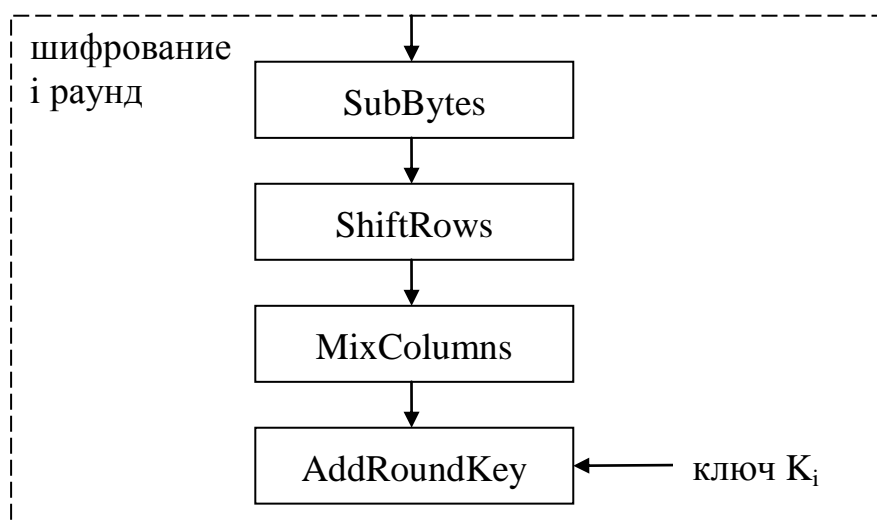 шифрование
i раунд
SubBytes
ShiftRows
MixColumns
AddRoundKey
ключ Ki